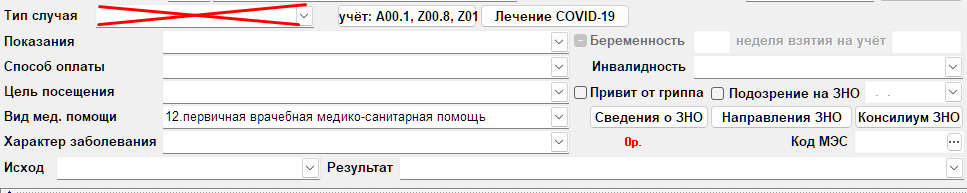 Тип случая учёт: A00.1, Z00.8, Z01 Лечение COVID-19
Показания Беременность неделя взятия на учёт
Способ оплаты Инвалидность
Цель посещения Привит от гриппа Подозрение на ЗНО . .
Вид мед. помощи 12.первичная врачебная медико-санитарная помощь Сведения о ЗНО Направления ЗНО Консилиум ЗНО
Характер заболевания 0р. Код МЭС ...
Исход Результат